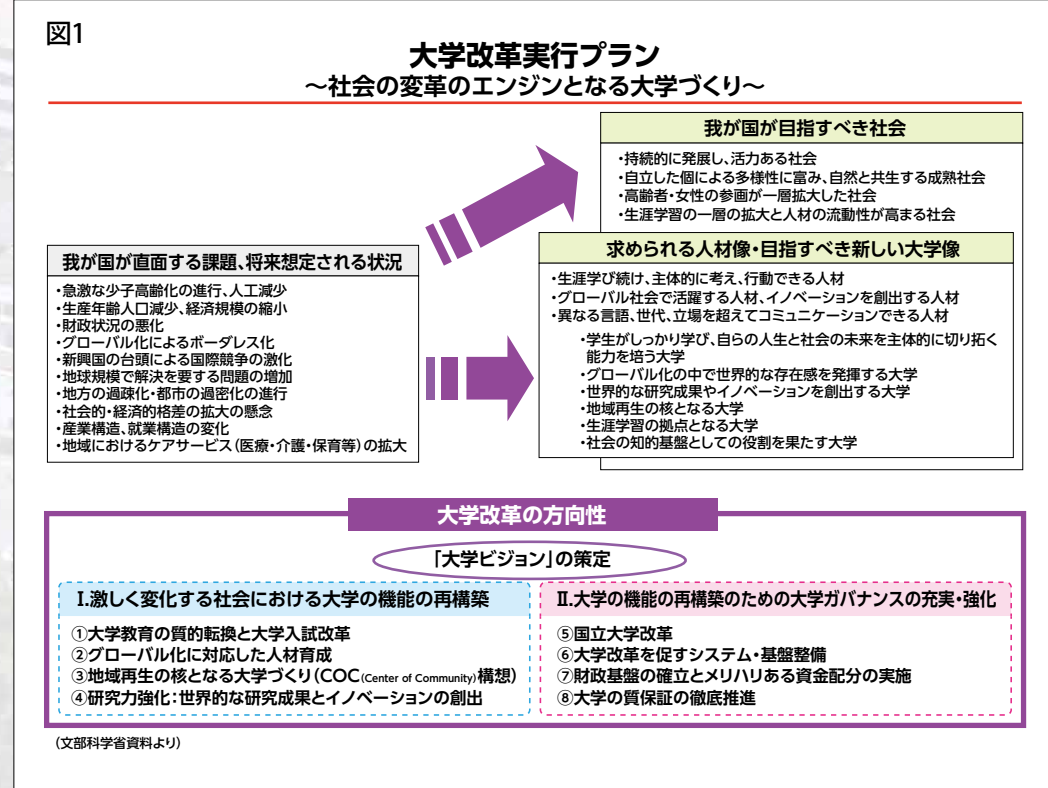 図1
大学改革実行プラン
〜社会の変革のエンジンとなる大学づくり〜
我が国が目指すべき社会
・持続的に発展し、活力ある社会
・自立した個による多様性に富み、自然と共生する成熟社会
・高齢者・女性の参画が一層拡大した社会
・生涯学習の一層の拡大と人材の流動性が高まる社会
我が国が直面する課題、将来想定される状況
・急激な少子高齢化の進行、人工減少
・生産年齢人口減少、経済規模の縮小
・財政状況の悪化
・グローバル化によるボーダレス化
・新興国の台頭による国際競争の激化
・地球規模で解決を要する問題の増加
・地方の過疎化・都市の過密化の進行
・社会的・経済的格差の拡大の懸念
・産業構造、就業構造の変化
・地域におけるケアサービス(医療・介護・保育等)の拡大
求められる人材像・目指すべき新しい大学像
・生涯学び続け、主体的に考え、行動できる人材
・グローバル社会で活躍する人材、イノベーションを創出する人材
・異なる言語、世代、立場を超えてコミュニケーションできる人材
・学生がしっかり学び、自らの人生と社会の未来を主体的に切り拓く
能力を培う大学
・グローバル化の中で世界的な存在感を発揮する大学
・世界的な研究成果やイノベーションを創出する大学
・地域再生の核となる大学
・生涯学習の拠点となる大学
・社会の知的基盤としての役割を果たす大学
大学改革の方向性
「大学ビジョン」の策定
Ⅰ.激しく変化する社会における大学の機能の再構築
①大学教育の質的転換と大学入試改革
②グローバル化に対応した人材育成
③地域再生の核となる大学づくり(COC(Center of Community)構想)
④研究力強化:世界的な研究成果とイノベーションの創出
Ⅱ.大学の機能の再構築のための大学ガバナンスの充実・強化
⑤国立大学改革
⑥大学改革を促すシステム・基盤整備
⑦財政基盤の確立とメリハリある資金配分の実施
⑧大学の質保証の徹底推進
(文部科学省資料より)